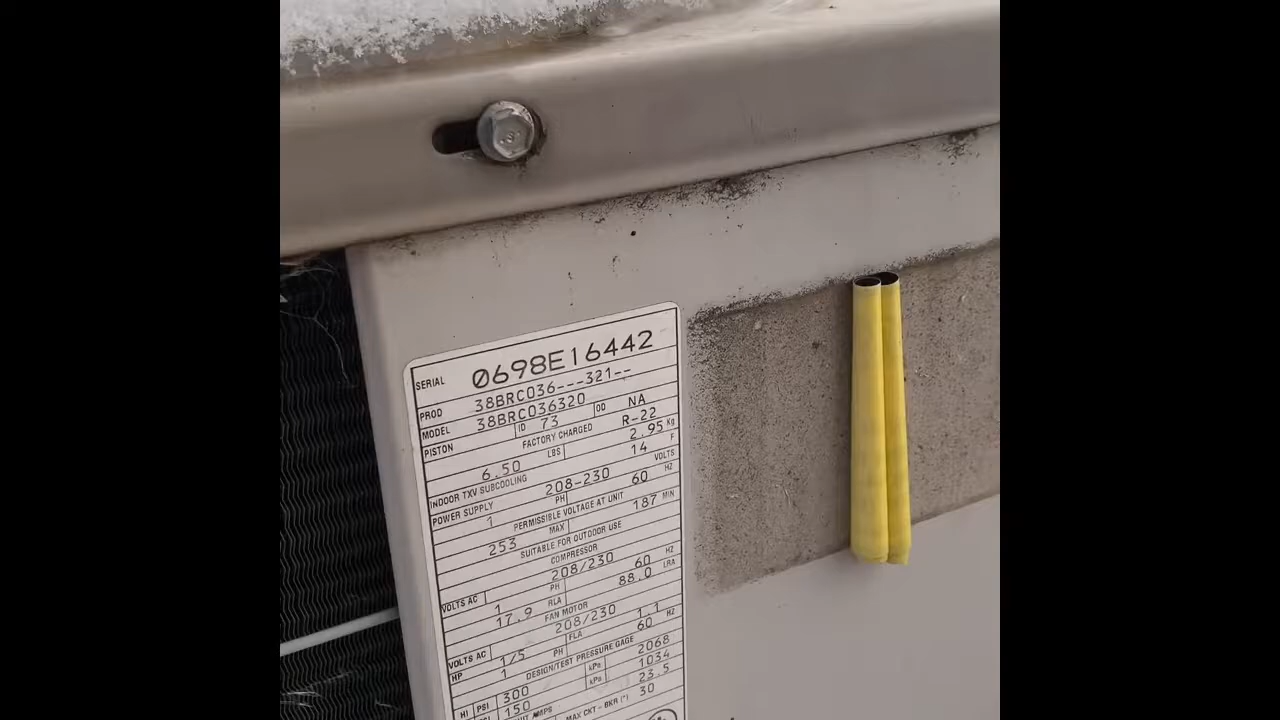 SERIAL 0698E16442
PROD 38BRC036---321--
MODEL 38BRC036320
PISTON ID 73 OD NA
FACTORY CHARGED R-22
6.50 LBS 2.95 Kg
INDOOR TXV SUBCOOLING 14 F
POWER SUPPLY 208-230 VOLTS
1 PH 60 HZ
PERMISSIBLE VOLTAGE AT UNIT
253 MAX 187 MIN
SUITABLE FOR OUTDOOR USE
COMPRESSOR
VOLTS AC 208/230
1 PH 60 HZ
17.9 RLA 88.0 LRA
FAN MOTOR
VOLTS AC 208/230
HP 1/5 FLA 1.1
1 PH 60 HZ
DESIGN/TEST PRESSURE GAGE
HI PSI 300 kPa 2068
PSI 150 kPa 1034
AMPS 23.5
MAX CKT-BKR (*) 30